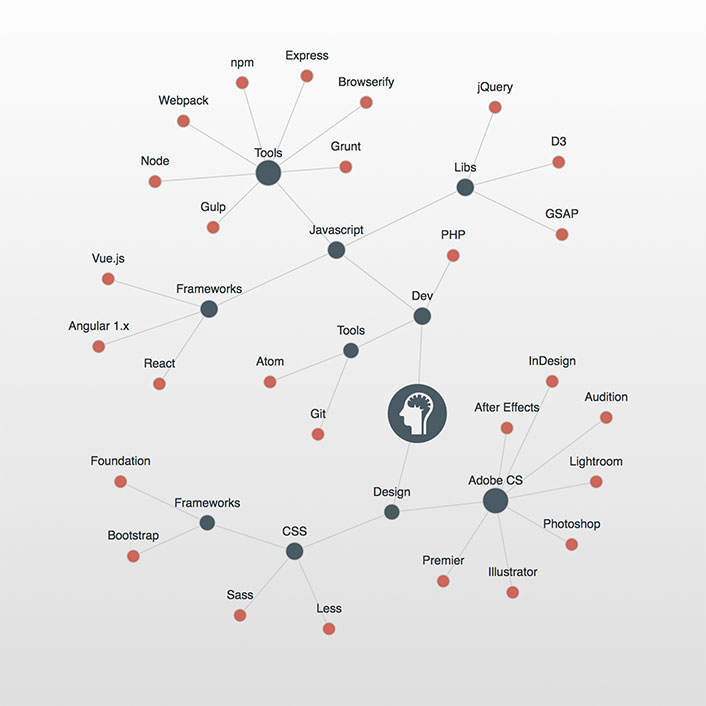 Express
npm
Browserify
jQuery
Webpack
D3
Grunt
Tools
Node
Libs
Gulp
GSAP
Javascript
PHP
Vue.js
Frameworks
Dev
Angular 1.x
Tools
React
Atom
InDesign
Audition
After Effects
Git
Foundation
Lightroom
Adobe CS
Design
Frameworks
Photoshop
CSS
Bootstrap
Premier
Illustrator
Sass
Less